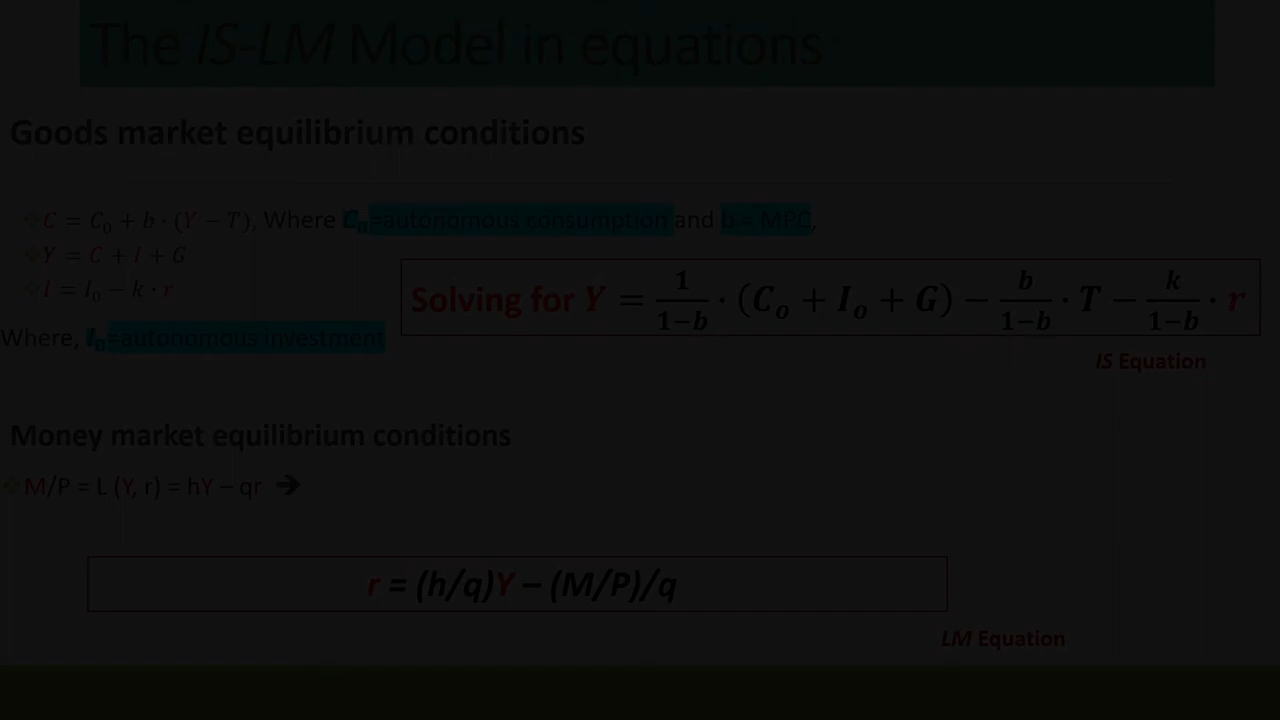 The IS-LM Model in equations
Goods market equilibrium conditions
❖C = C₀ + b · (Y − T), Where C₀=autonomous consumption and b = MPC,
❖Y = C + I + G
❖I = I₀ − k · r
Solving for Y = 1/(1−b) · (Cₒ + Iₒ + G) − b/(1−b) · T − k/(1−b) · r
Where, I₀=autonomous investment
IS Equation
Money market equilibrium conditions
❖M/P = L (Y, r) = hY – qr ➔
r = (h/q)Y – (M/P)/q
LM Equation